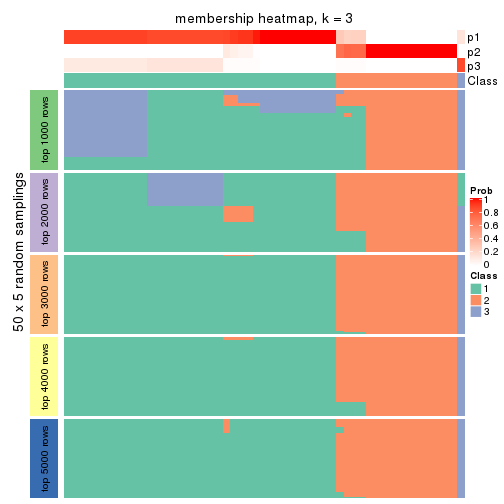 membership heatmap, k = 3
p1
p2
p3
Class
50 x 5 random samplings
top 1000 rows
top 2000 rows
top 3000 rows
top 4000 rows
top 5000 rows
Prob
1
0.8
0.6
0.4
0.2
0
Class
1
2
3